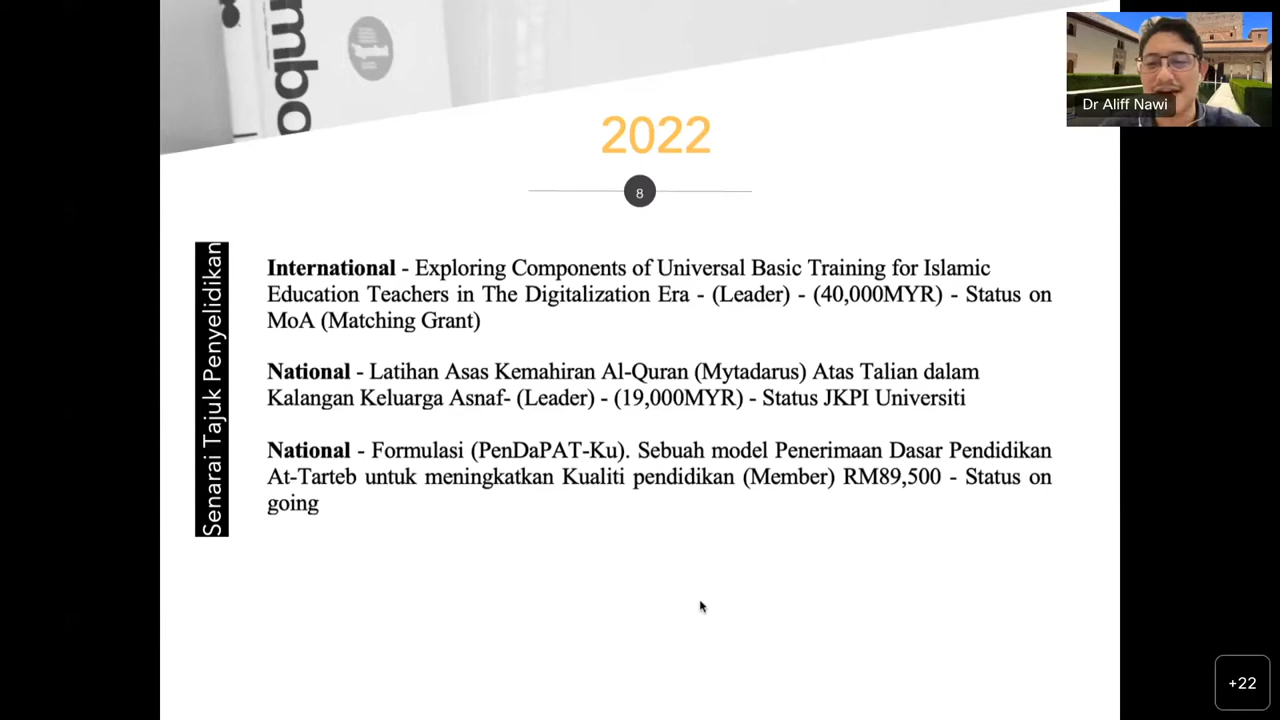 mbo
Dr Aliff Nawi
2022
8
Senarai Tajuk Penyelidikan
International - Exploring Components of Universal Basic Training for Islamic
Education Teachers in The Digitalization Era - (Leader) - (40,000MYR) - Status on
MoA (Matching Grant)
National - Latihan Asas Kemahiran Al-Quran (Mytadarus) Atas Talian dalam
Kalangan Keluarga Asnaf- (Leader) - (19,000MYR) - Status JKPI Universiti
National - Formulasi (PenDaPAT-Ku). Sebuah model Penerimaan Dasar Pendidikan
At-Tarteb untuk meningkatkan Kualiti pendidikan (Member) RM89,500 - Status on
going
+22